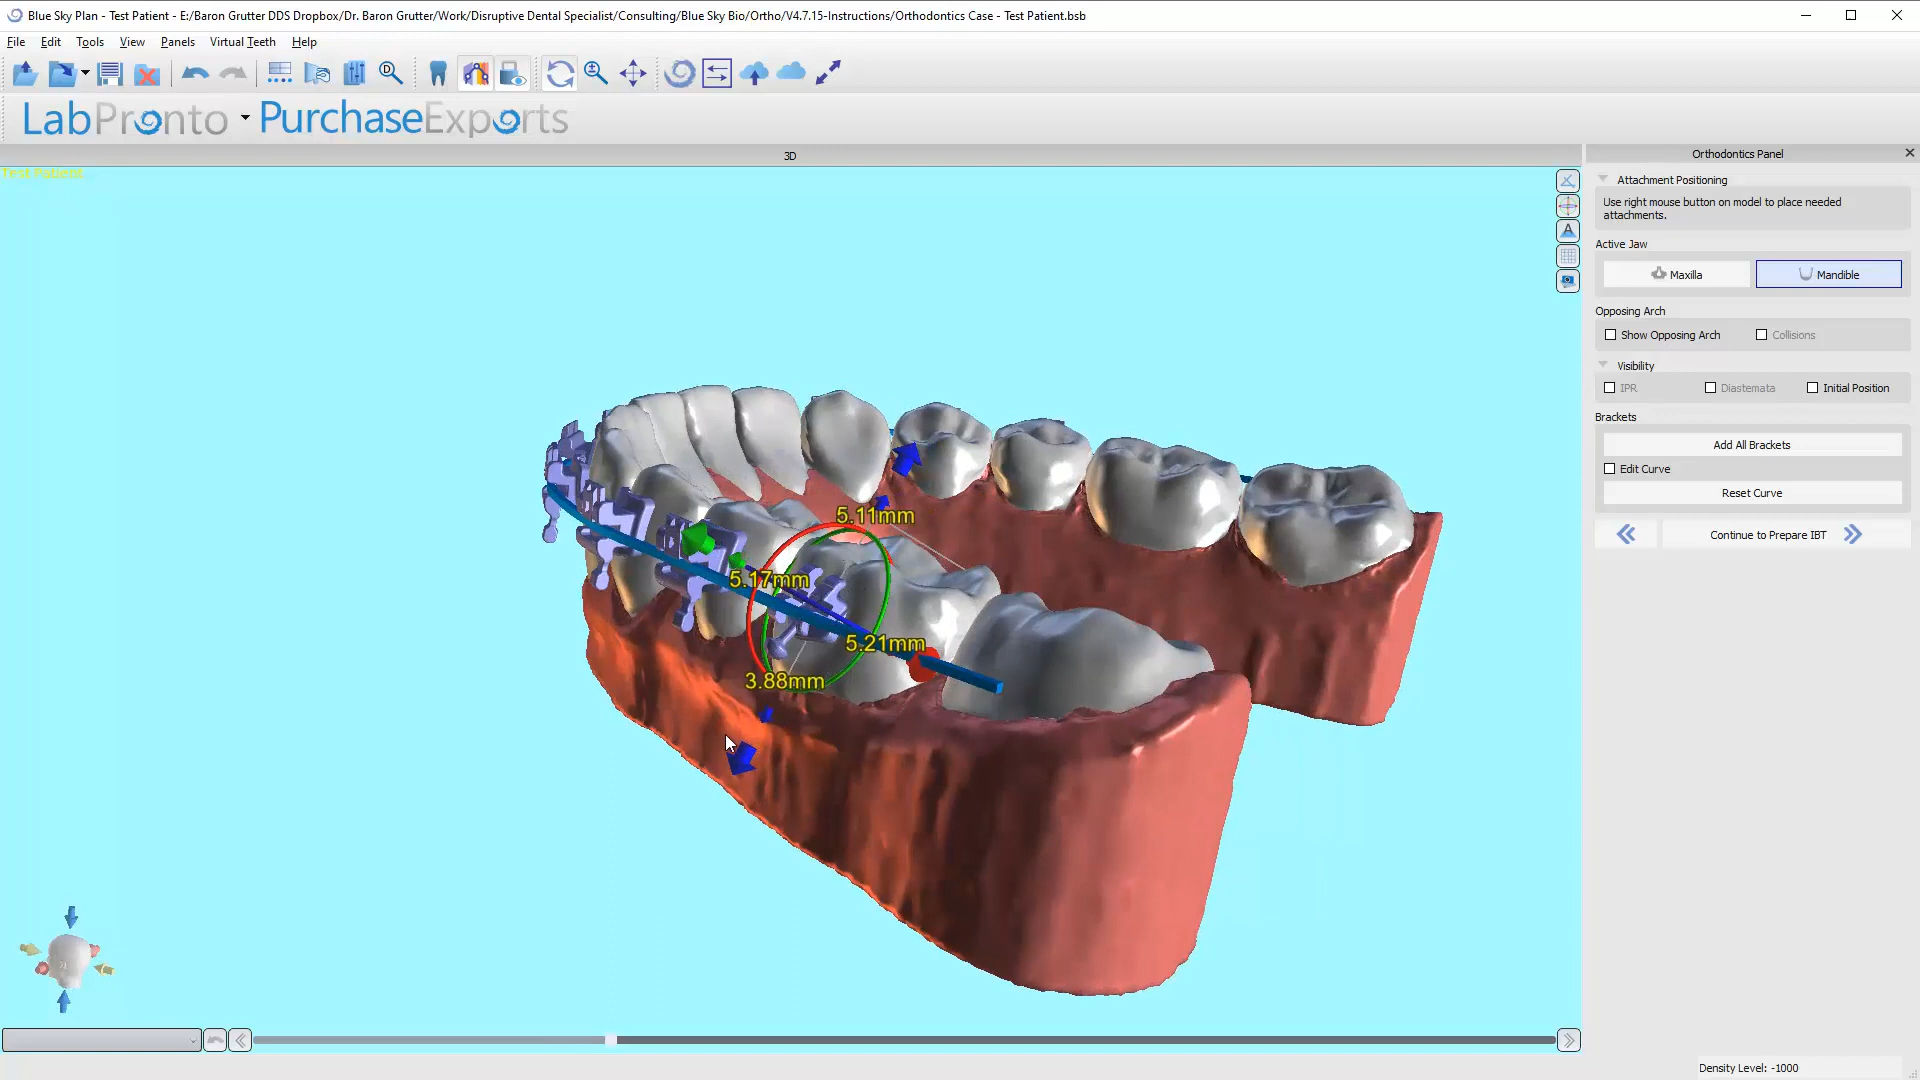 Blue Sky Plan - Test Patient - E:/Baron Grutter DDS Dropbox/Dr. Baron Grutter/Work/Disruptive Dental Specialist/Consulting/Blue Sky Bio/Ortho/V4.7.15-Instructions/Orthodontics Case - Test Patient.bsb
File Edit Tools View Panels Virtual Teeth Help
LabPronto PurchaseExports
3D
Orthodontics Panel
Test Patient
Attachment Positioning
Use right mouse button on model to place needed
attachments.
Active Jaw
Maxilla Mandible
Opposing Arch
Show Opposing Arch Collisions
Visibility
IPR Diastemata Initial Position
Brackets
Add All Brackets
Edit Curve
Reset Curve
Continue to Prepare IBT
5.11mm
5.17mm
5.21mm
3.88mm
Density Level: -1000